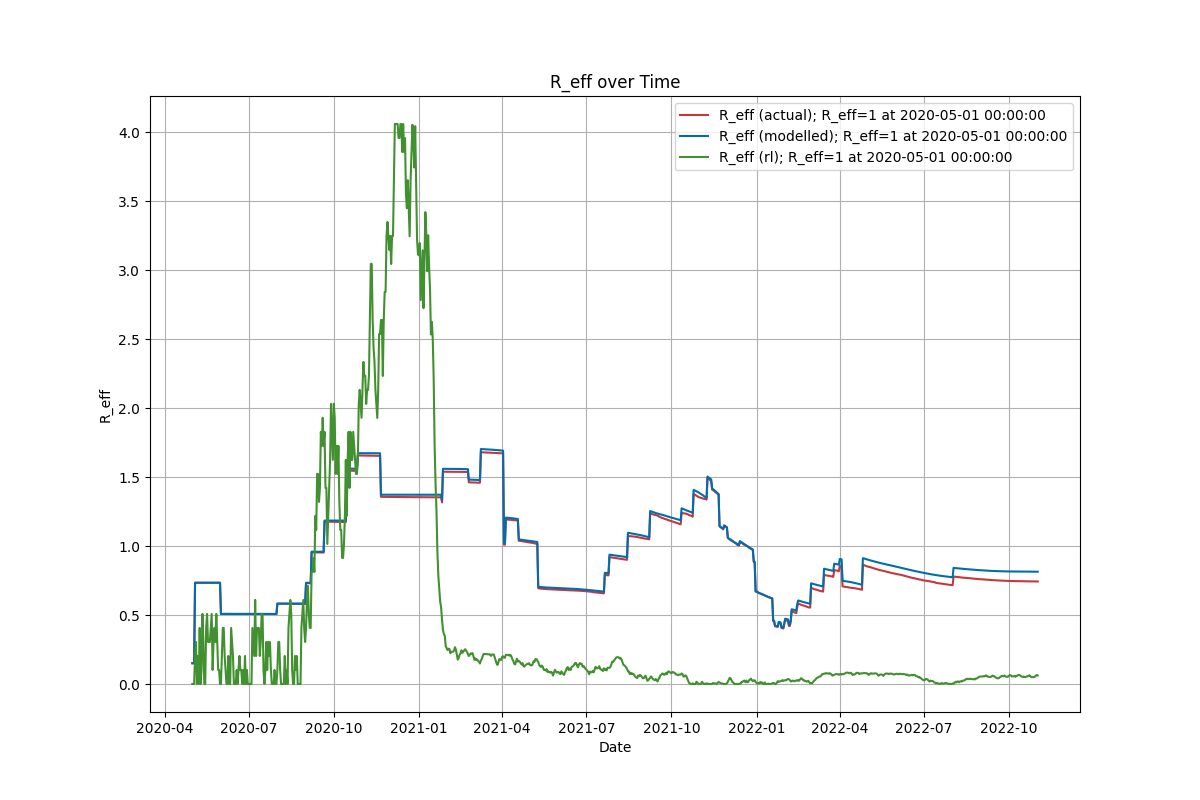 R_eff over Time
R_eff (actual); R_eff=1 at 2020-05-01 00:00:00
R_eff (modelled); R_eff=1 at 2020-05-01 00:00:00
R_eff (rl); R_eff=1 at 2020-05-01 00:00:00
4.0
3.5
3.0
2.5
2.0
1.5
1.0
0.5
0.0
R_eff
2020-04 2020-07 2020-10 2021-01 2021-04 2021-07 2021-10 2022-01 2022-04 2022-07 2022-10
Date